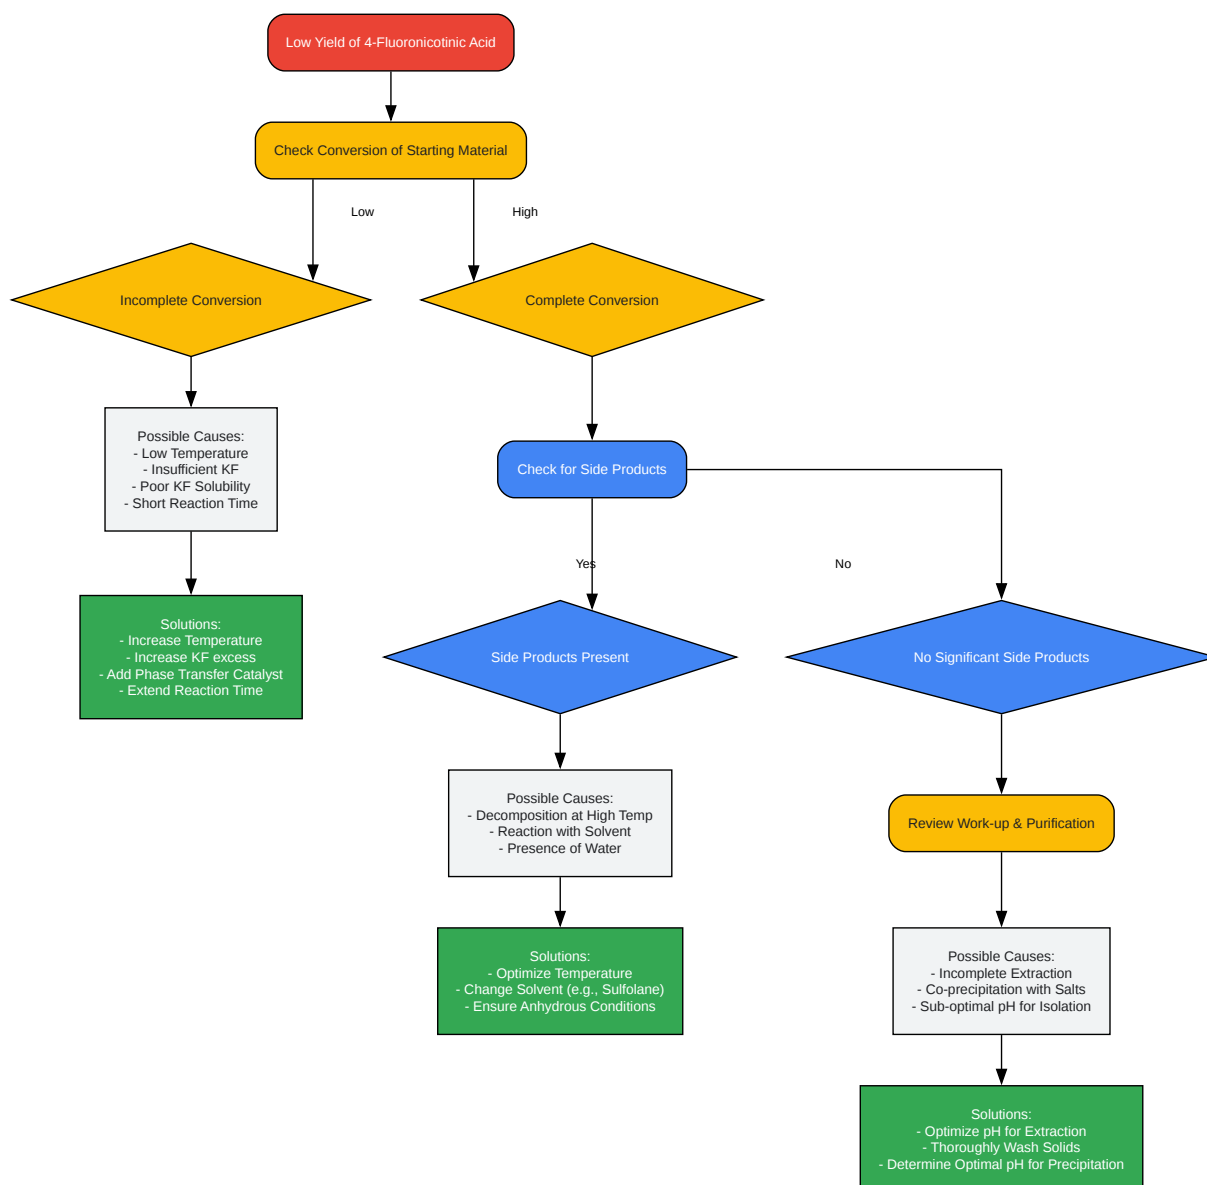 Low Yield of 4-Fluoronicotinic Acid
Check Conversion of Starting Material
Low
High
Incomplete Conversion
Complete Conversion
Possible Causes:
- Low Temperature
- Insufficient KF
- Poor KF Solubility
- Short Reaction Time
Check for Side Products
Yes
No
Solutions:
- Increase Temperature
- Increase KF excess
- Add Phase Transfer Catalyst
- Extend Reaction Time
Side Products Present
No Significant Side Products
Possible Causes:
- Decomposition at High Temp
- Reaction with Solvent
- Presence of Water
Review Work-up & Purification
Solutions:
- Optimize Temperature
- Change Solvent (e.g., Sulfolane)
- Ensure Anhydrous Conditions
Possible Causes:
- Incomplete Extraction
- Co-precipitation with Salts
- Sub-optimal pH for Isolation
Solutions:
- Optimize pH for Extraction
- Thoroughly Wash Solids
- Determine Optimal pH for Precipitation